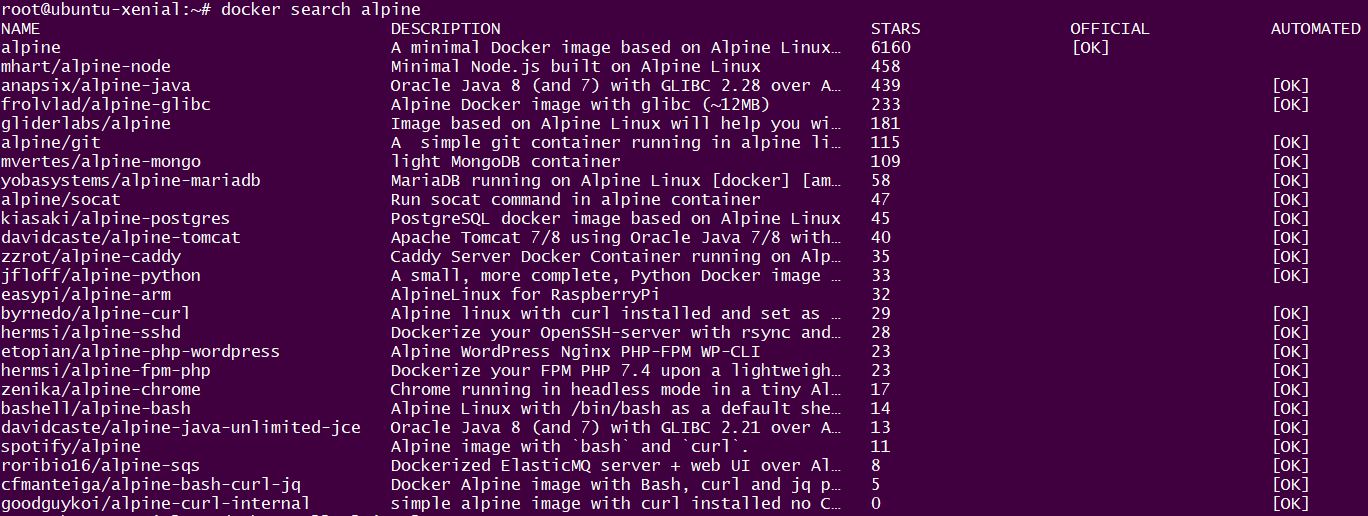 root@ubuntu-xenial:~# docker search alpine
NAME DESCRIPTION STARS OFFICIAL AUTOMATED
alpine A minimal Docker image based on Alpine Linux… 6160 [OK]
mhart/alpine-node Minimal Node.js built on Alpine Linux 458
anapsix/alpine-java Oracle Java 8 (and 7) with GLIBC 2.28 over A… 439 [OK]
frolvlad/alpine-glibc Alpine Docker image with glibc (~12MB) 233 [OK]
gliderlabs/alpine Image based on Alpine Linux will help you wi… 181
alpine/git A  simple git container running in alpine li… 115 [OK]
mvertes/alpine-mongo light MongoDB container 109 [OK]
yobasystems/alpine-mariadb MariaDB running on Alpine Linux [docker] [am… 58 [OK]
alpine/socat Run socat command in alpine container 47 [OK]
kiasaki/alpine-postgres PostgreSQL docker image based on Alpine Linux 45 [OK]
davidcaste/alpine-tomcat Apache Tomcat 7/8 using Oracle Java 7/8 with… 40 [OK]
zzrot/alpine-caddy Caddy Server Docker Container running on Alp… 35 [OK]
jfloff/alpine-python A small, more complete, Python Docker image … 33 [OK]
easypi/alpine-arm AlpineLinux for RaspberryPi 32
byrnedo/alpine-curl Alpine linux with curl installed and set as … 29 [OK]
hermsi/alpine-sshd Dockerize your OpenSSH-server with rsync and… 28 [OK]
etopian/alpine-php-wordpress Alpine WordPress Nginx PHP-FPM WP-CLI 23 [OK]
hermsi/alpine-fpm-php Dockerize your FPM PHP 7.4 upon a lightweigh… 23 [OK]
zenika/alpine-chrome Chrome running in headless mode in a tiny Al… 17 [OK]
bashell/alpine-bash Alpine Linux with /bin/bash as a default she… 14 [OK]
davidcaste/alpine-java-unlimited-jce Oracle Java 8 (and 7) with GLIBC 2.21 over A… 13 [OK]
spotify/alpine Alpine image with `bash` and `curl`. 11 [OK]
roribio16/alpine-sqs Dockerized ElasticMQ server + web UI over Al… 8 [OK]
cfmanteiga/alpine-bash-curl-jq Docker Alpine image with Bash, curl and jq p… 5 [OK]
goodguykoi/alpine-curl-internal simple alpine image with curl installed no C… 0 [OK]